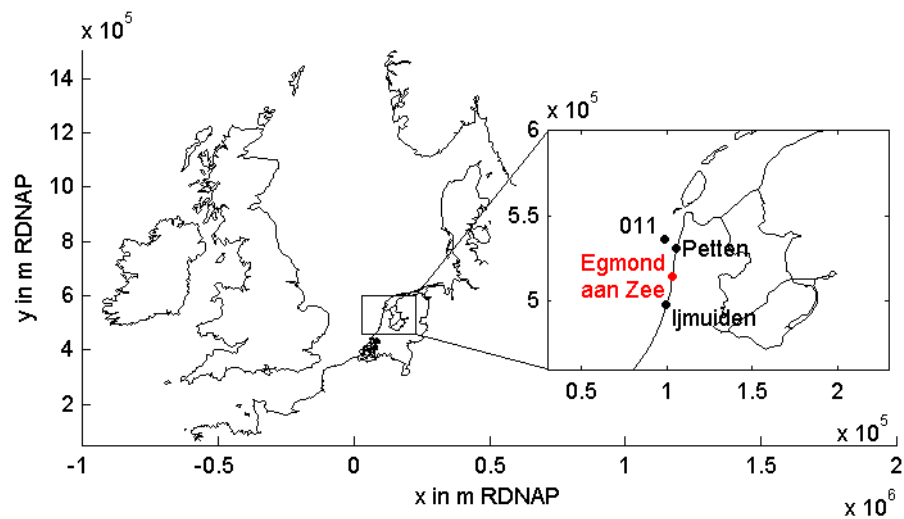 x 10^5
14
12
10
8
6
4
2
y in m RDNAP
-1
-0.5
0
0.5
1
1.5
2
x in m RDNAP
x 10^6
x 10^5
6
5.5
5
0.5
1
1.5
2
x 10^5
011
Petten
Egmond
aan Zee
Ijmuiden